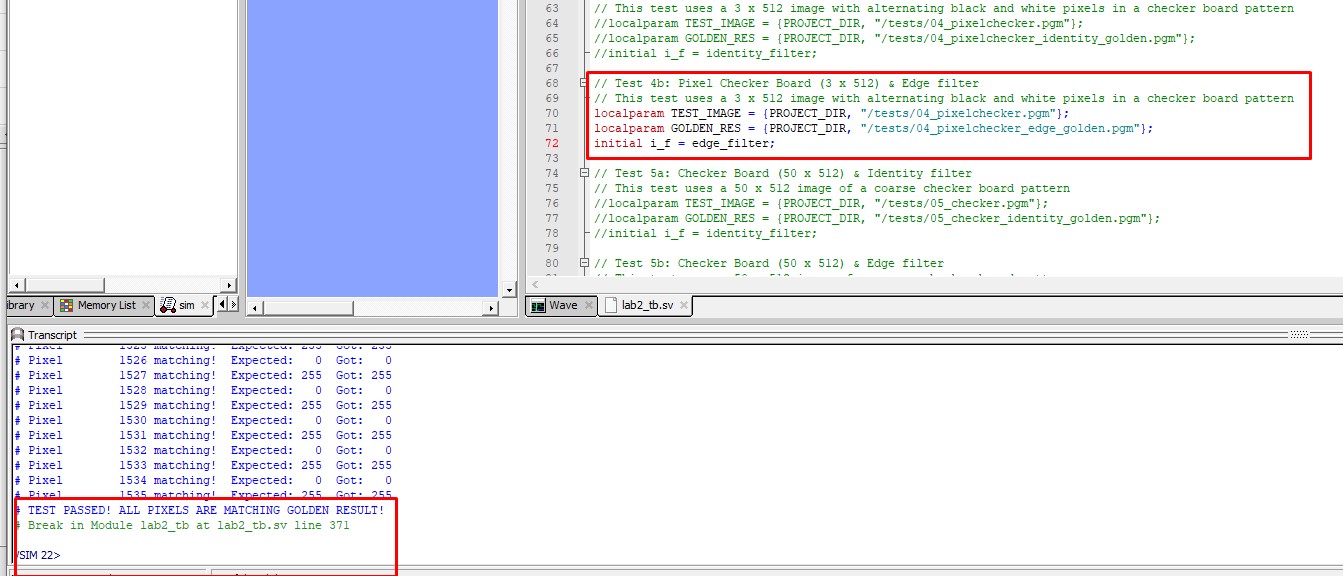 63 // This test uses a 3 x 512 image with alternating black and white pixels in a checker board pattern
64 //localparam TEST_IMAGE = {PROJECT_DIR, "/tests/04_pixelchecker.pgm"};
65 //localparam GOLDEN_RES = {PROJECT_DIR, "/tests/04_pixelchecker_identity_golden.pgm"};
66 //initial i_f = identity_filter;
67
68 // Test 4b: Pixel Checker Board (3 x 512) & Edge filter
69 // This test uses a 3 x 512 image with alternating black and white pixels in a checker board pattern
70 localparam TEST_IMAGE = {PROJECT_DIR, "/tests/04_pixelchecker.pgm"};
71 localparam GOLDEN_RES = {PROJECT_DIR, "/tests/04_pixelchecker_edge_golden.pgm"};
72 initial i_f = edge_filter;
73
74 // Test 5a: Checker Board (50 x 512) & Identity filter
75 // This test uses a 50 x 512 image of a coarse checker board pattern
76 //localparam TEST_IMAGE = {PROJECT_DIR, "/tests/05_checker.pgm"};
77 //localparam GOLDEN_RES = {PROJECT_DIR, "/tests/05_checker_identity_golden.pgm"};
78 //initial i_f = identity_filter;
79
80 // Test 5b: Checker Board (50 x 512) & Edge filter
ibrary Memory List sim Wave lab2_tb.sv
Transcript
# Pixel 1525 matching! Expected: 255 Got: 255
# Pixel 1526 matching! Expected: 0 Got: 0
# Pixel 1527 matching! Expected: 255 Got: 255
# Pixel 1528 matching! Expected: 0 Got: 0
# Pixel 1529 matching! Expected: 255 Got: 255
# Pixel 1530 matching! Expected: 0 Got: 0
# Pixel 1531 matching! Expected: 255 Got: 255
# Pixel 1532 matching! Expected: 0 Got: 0
# Pixel 1533 matching! Expected: 255 Got: 255
# Pixel 1534 matching! Expected: 0 Got: 0
# Pixel 1535 matching! Expected: 255 Got: 255
# TEST PASSED! ALL PIXELS ARE MATCHING GOLDEN RESULT!
# Break in Module lab2_tb at lab2_tb.sv line 371
VSIM 22>